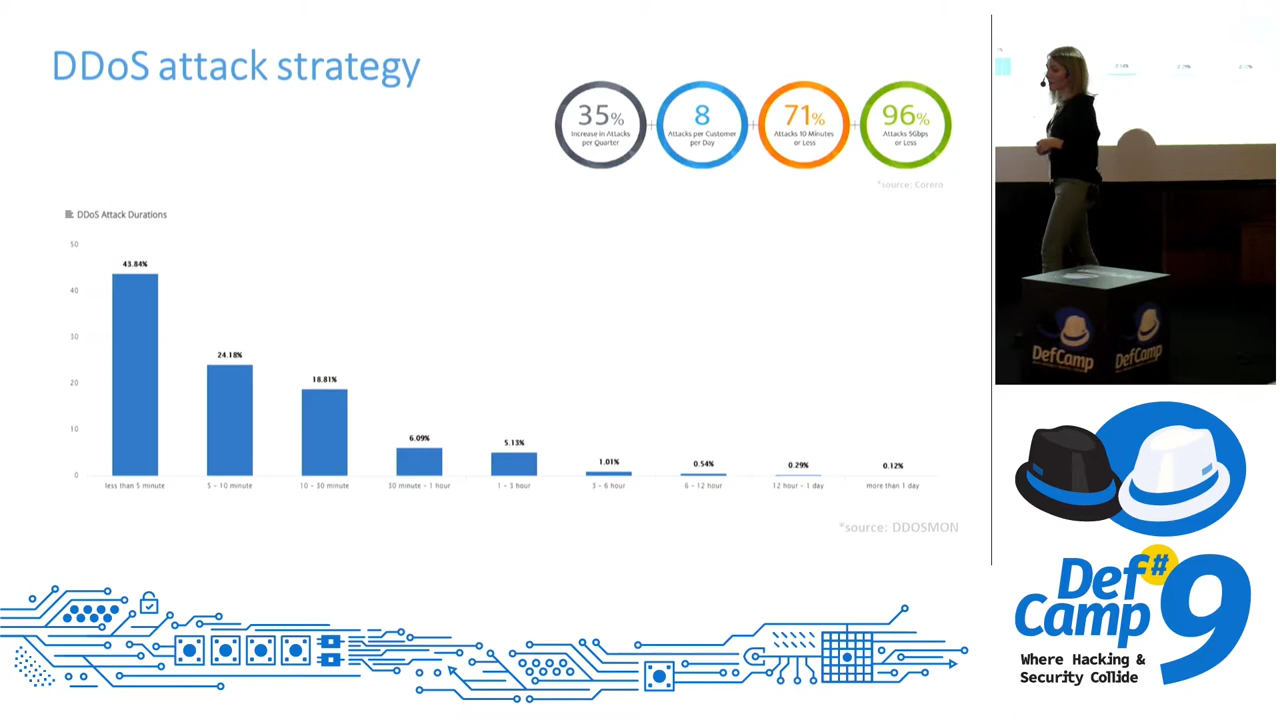 DDoS attack strategy
35%
Increase in Attacks
per Quarter
8
Attacks per Customer
per Day
71%
Attacks 10 Minutes
or Less
96%
Attacks 5Gbps
or Less
*source: Corero
DDoS Attack Durations
50
40
30
20
10
0
43.84%
24.18%
18.81%
6.09%
5.13%
1.01%
0.54%
0.29%
0.12%
less than 5 minute
5 - 10 minute
10 - 30 minute
30 minute - 1 hour
1 - 3 hour
3 - 6 hour
6 - 12 hour
12 hour - 1 day
more than 1 day
*source: DDOSMON
DefCamp
DefCamp
Def
Camp
#
9
Where Hacking &
Security Collide